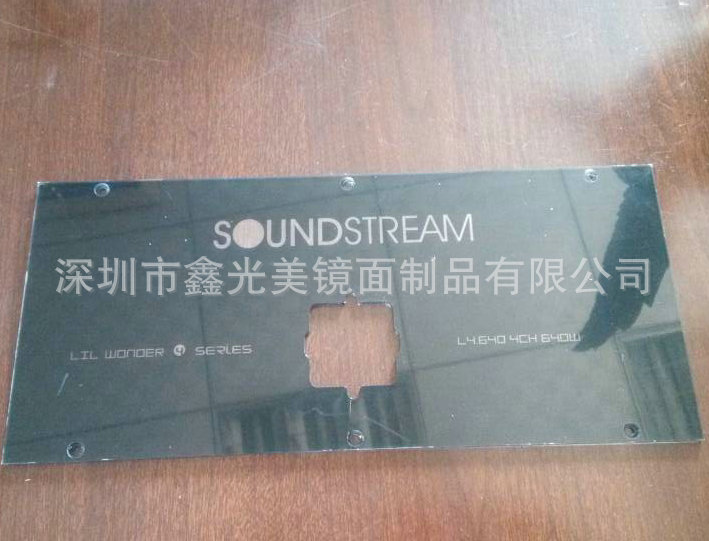 SOUNDSTREAM
深圳市鑫光美镜面制品有限公司
LIL WONDER 4 SERIES
L4.640 4CH 640W